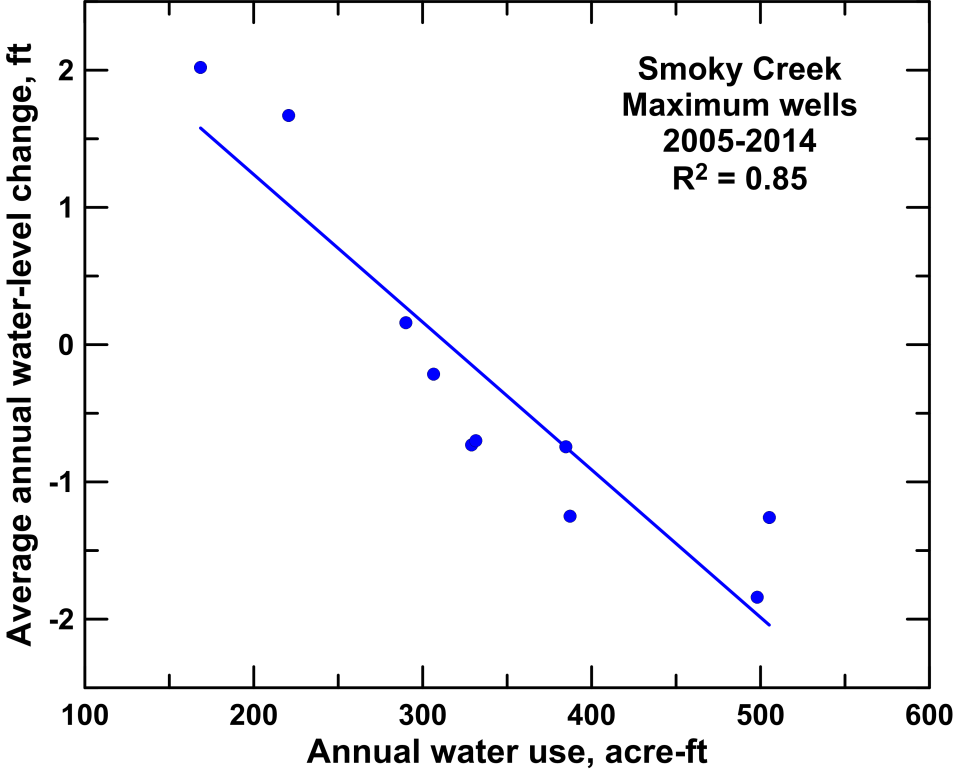 Smoky Creek
Maximum wells
2005-2014
R² = 0.85
Average annual water-level change, ft
2
1
0
-1
-2
100 200 300 400 500 600
Annual water use, acre-ft